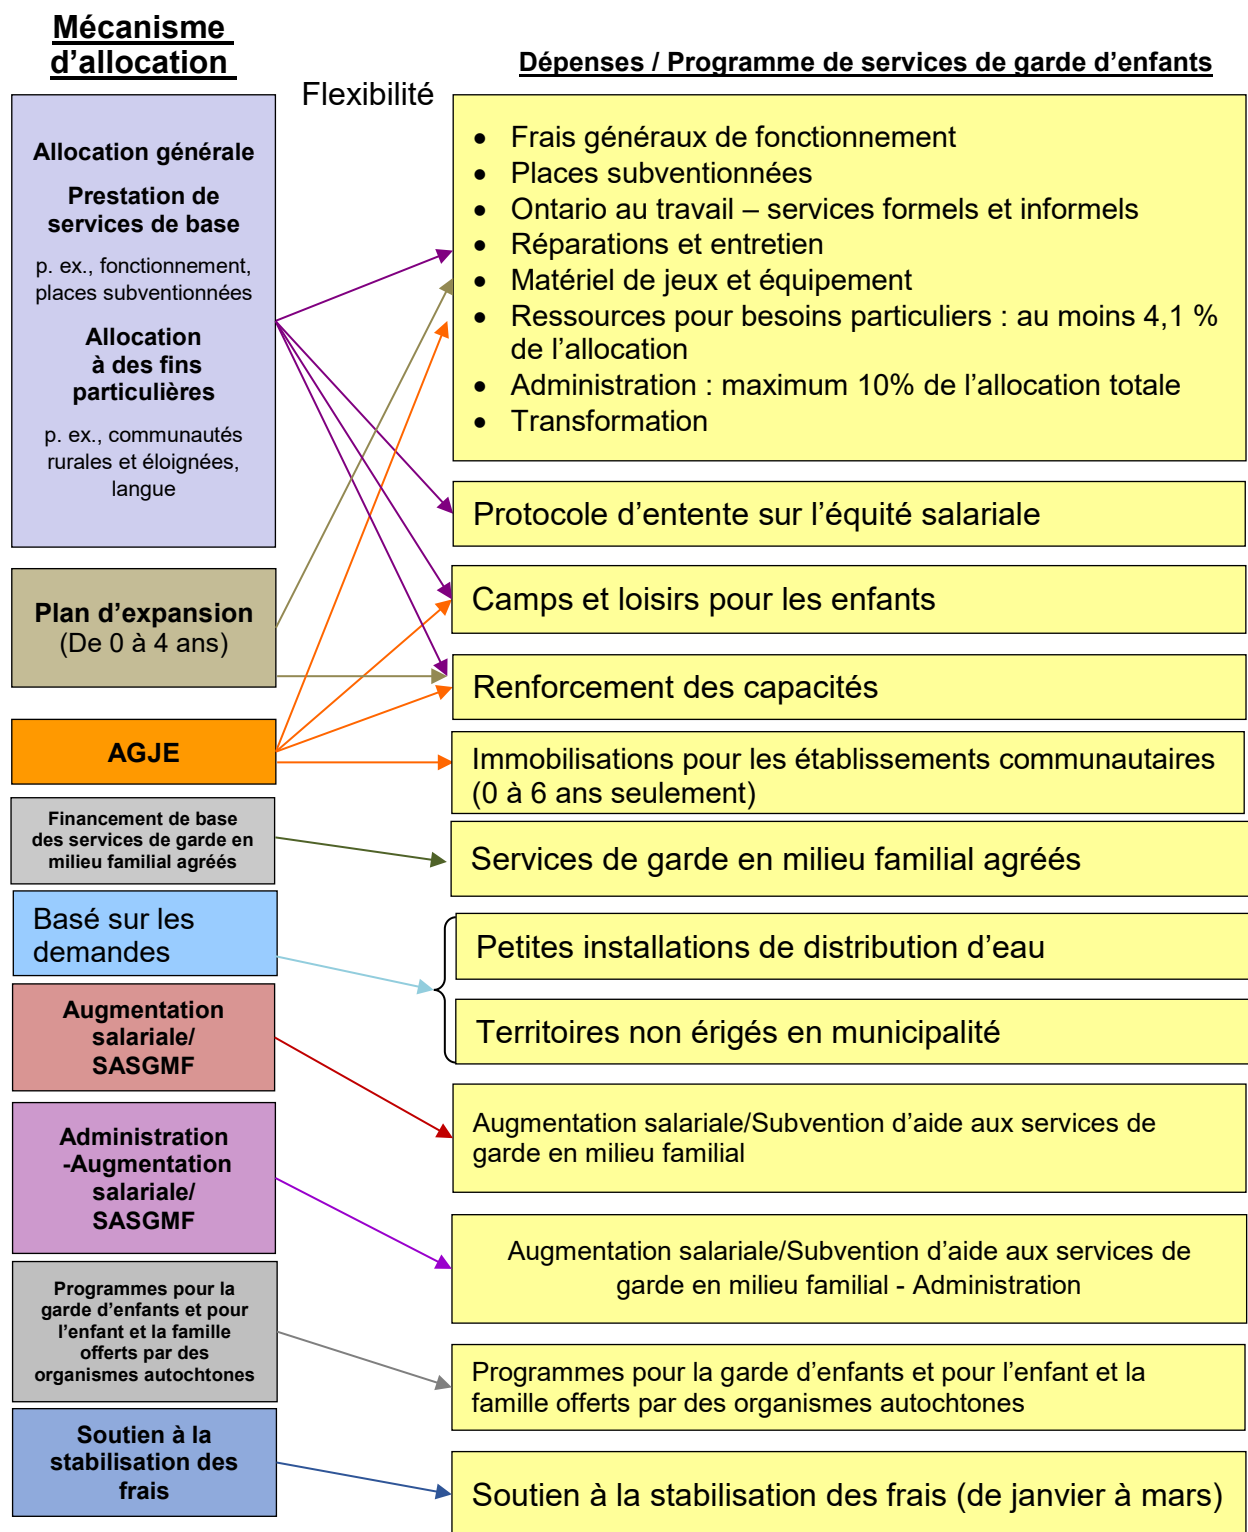 Mécanisme
d'allocation
Flexibilité
Dépenses / Programme de services de garde d'enfants
Allocation générale
Prestation de
services de base
p. ex., fonctionnement,
places subventionnées
Allocation
à des fins
particulières
p. ex., communautés
rurales et éloignées,
langue
• Frais généraux de fonctionnement
• Places subventionnées
• Ontario au travail – services formels et informels
• Réparations et entretien
• Matériel de jeux et équipement
• Ressources pour besoins particuliers : au moins 4,1 %
de l'allocation
• Administration : maximum 10% de l'allocation totale
• Transformation
Protocole d'entente sur l'équité salariale
Plan d'expansion
(De 0 à 4 ans)
Camps et loisirs pour les enfants
Renforcement des capacités
AGJE
Immobilisations pour les établissements communautaires
(0 à 6 ans seulement)
Financement de base
des services de garde en
milieu familial agréés
Services de garde en milieu familial agréés
Basé sur les
demandes
Petites installations de distribution d'eau
Territoires non érigés en municipalité
Augmentation
salariale/
SASGMF
Augmentation salariale/Subvention d'aide aux services de
garde en milieu familial
Administration
-Augmentation
salariale/
SASGMF
Augmentation salariale/Subvention d'aide aux services de
garde en milieu familial - Administration
Programmes pour la
garde d'enfants et pour
l'enfant et la famille
offerts par des
organismes autochtones
Programmes pour la garde d'enfants et pour l'enfant et la
famille offerts par des organismes autochtones
Soutien à la
stabilisation des
frais
Soutien à la stabilisation des frais (de janvier à mars)